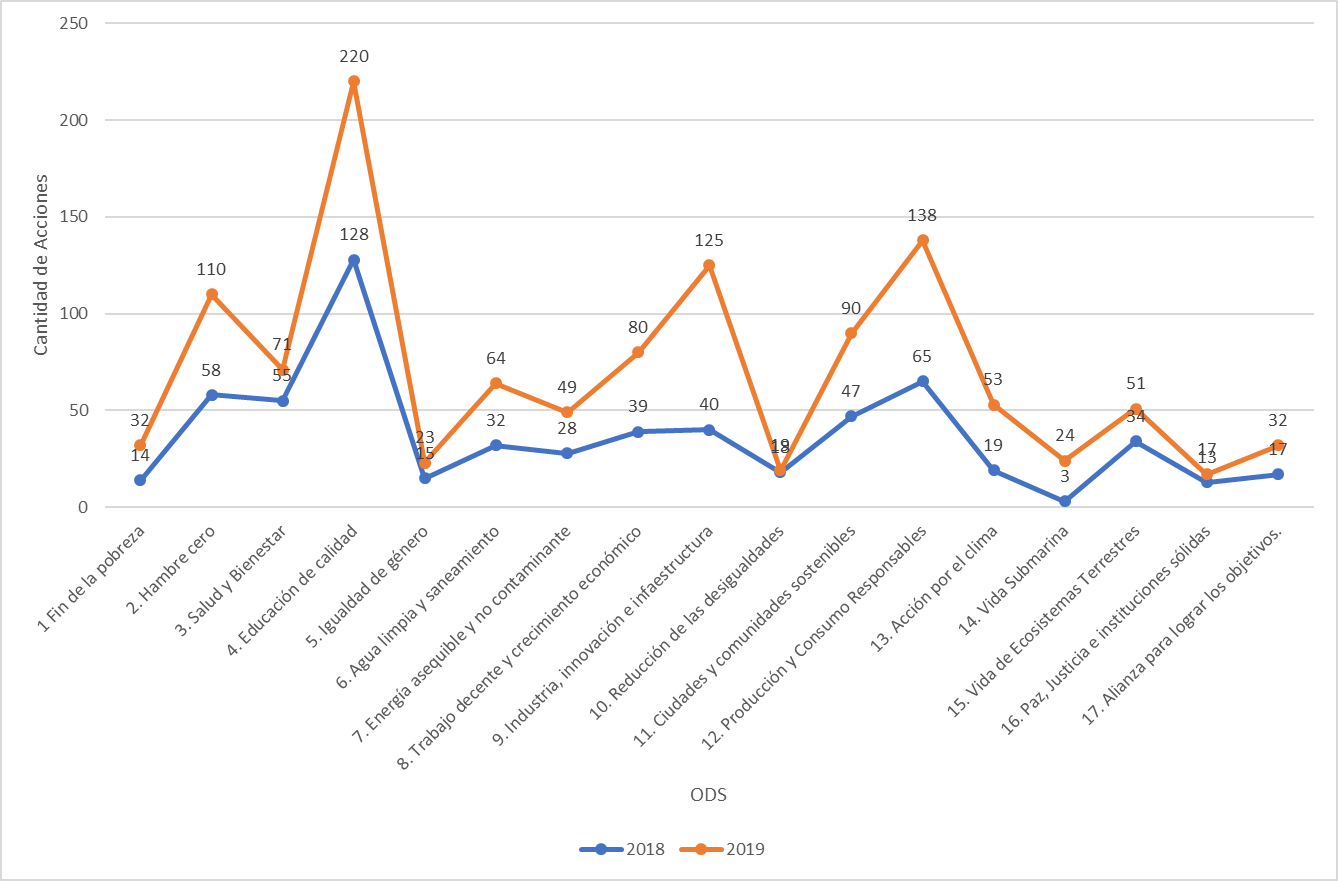 250
200
150
100
50
0
Cantidad de Acciones
220
128
110
58
71
55
32
14
23
15
64
32
49
28
80
39
125
40
19
18
90
47
138
65
53
19
24
3
51
34
17
13
32
17
1 Fin de la pobreza
2. Hambre cero
3. Salud y Bienestar
4. Educación de calidad
5. Igualdad de género
6. Agua limpia y saneamiento
7. Energía asequible y no contaminante
8. Trabajo decente y crecimiento económico
9. Industria, innovación e infaestructura
10. Reducción de las desigualdades
11. Ciudades y comunidades sostenibles
12. Producción y Consumo Responsables
13. Acción por el clima
14. Vida Submarina
15. Vida de Ecosistemas Terrestres
16. Paz, Justicia e instituciones sólidas
17. Alianza para lograr los objetivos.
ODS
2018
2019